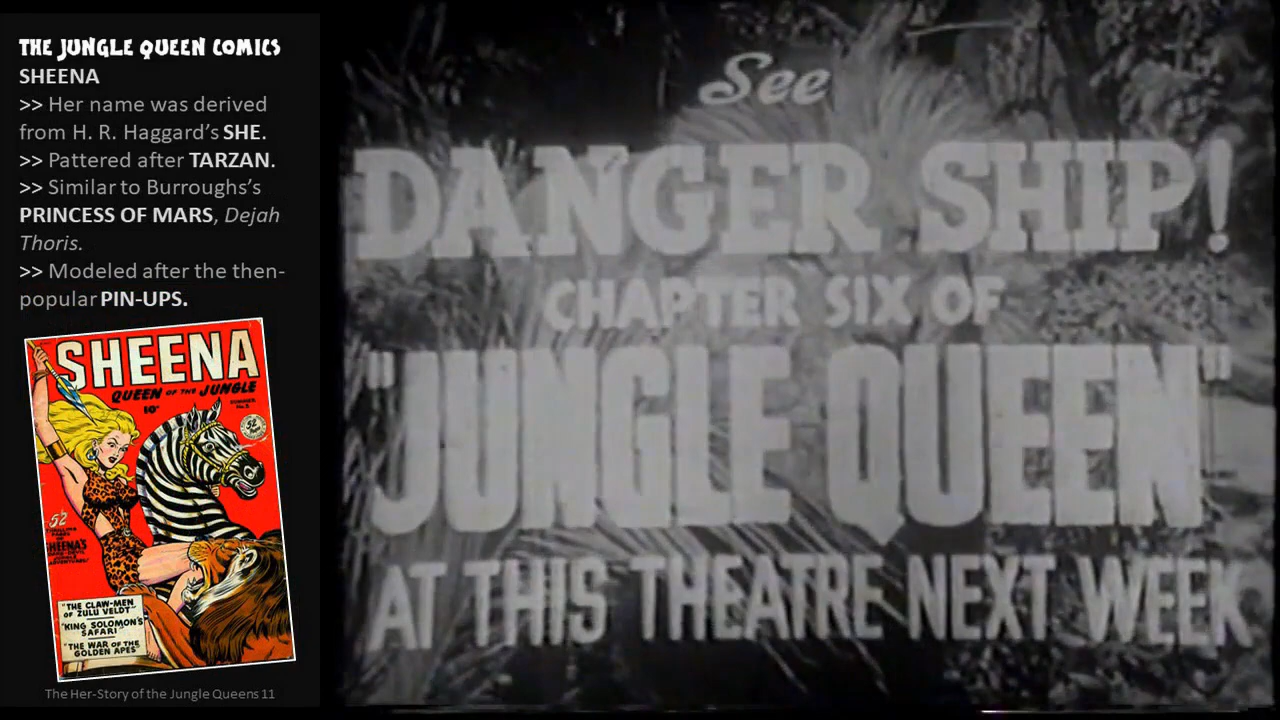 THE JUNGLE QUEEN COMICS
SHEENA
>> Her name was derived
from H. R. Haggard’s SHE.
>> Pattered after TARZAN.
>> Similar to Burroughs’s
PRINCESS OF MARS, Dejah
Thoris.
>> Modeled after the then-
popular PIN-UPS.
SHEENA
QUEEN OF THE JUNGLE
10¢
52
SHEENA'S
"THE CLAW-MEN
OF ZULU VELDT"
"KING SOLOMON'S
SAFARI"
"THE WAR OF THE
GOLDEN APES"
The Her-Story of the Jungle Queens 11
See
DANGER SHIP!
CHAPTER SIX OF
"JUNGLE QUEEN"
AT THIS THEATRE NEXT WEEK